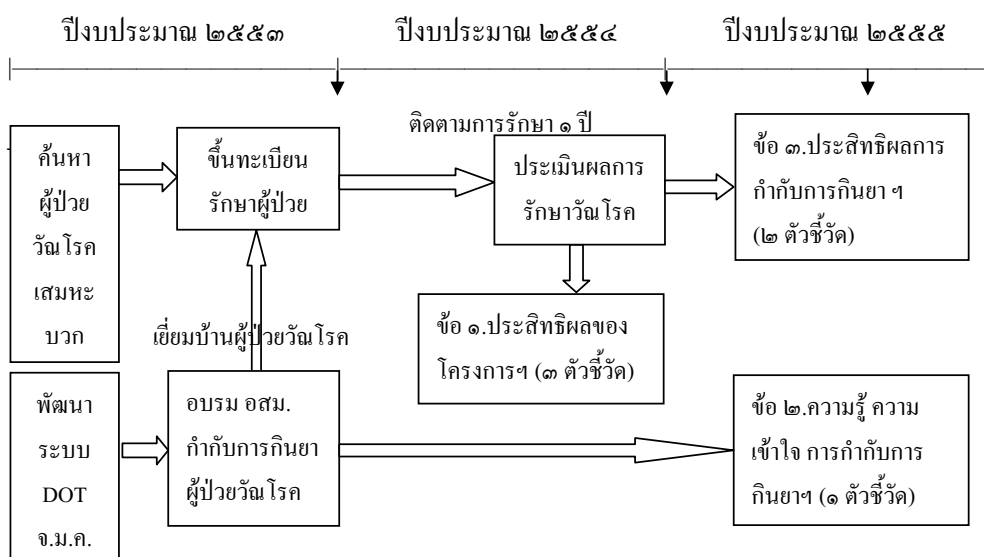 ปีงบประมาณ ๒๕๕๓
ปีงบประมาณ ๒๕๕๔
ปีงบประมาณ ๒๕๕๕
ค้นหา
ผู้ป่วย
วัณโรค
เสมหะ
บวก
ขึ้นทะเบียน
รักษาผู้ป่วย
ติดตามการรักษา ๑ ปี
ประเมินผลการ
รักษาวัณโรค
ข้อ ๓.ประสิทธิผลการ
กำกับการกินยา ฯ
(๒ ตัวชี้วัด)
เยี่ยมบ้านผู้ป่วยวัณโรค
ข้อ ๑.ประสิทธิผลของ
โครงการฯ (๓ ตัวชี้วัด)
พัฒนา
ระบบ
DOT
จ.ม.ค.
อบรม อสม.
กำกับการกินยา
ผู้ป่วยวัณโรค
ข้อ ๒.ความรู้ ความ
เข้าใจ การกำกับการ
กินยาฯ (๑ ตัวชี้วัด)